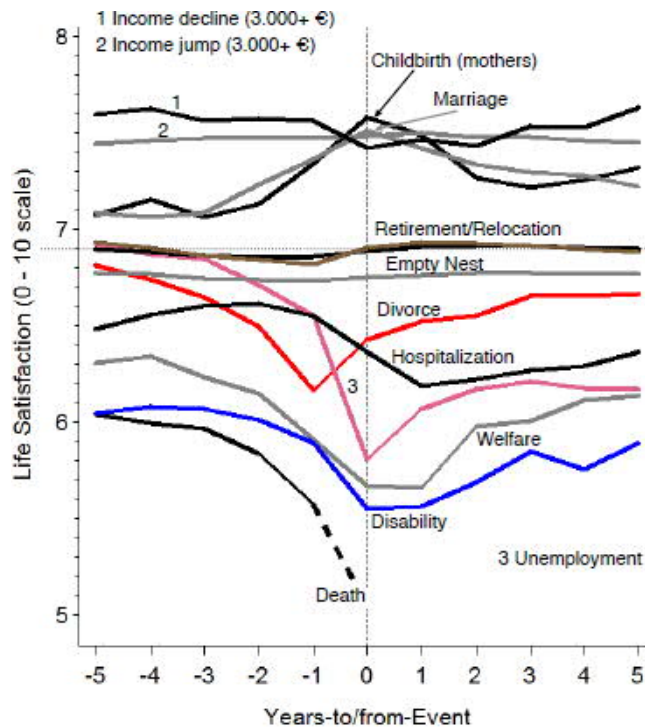 1 Income decline (3.000+ €)
2 Income jump (3.000+ €)
8
Childbirth (mothers)
1
Marriage
2
7
Retirement/Relocation
Empty Nest
Divorce
Hospitalization
3
6
Welfare
Disability
3 Unemployment
Death
5
Life Satisfaction (0 - 10 scale)
-5 -4 -3 -2 -1 0 1 2 3 4 5
Years-to/from-Event